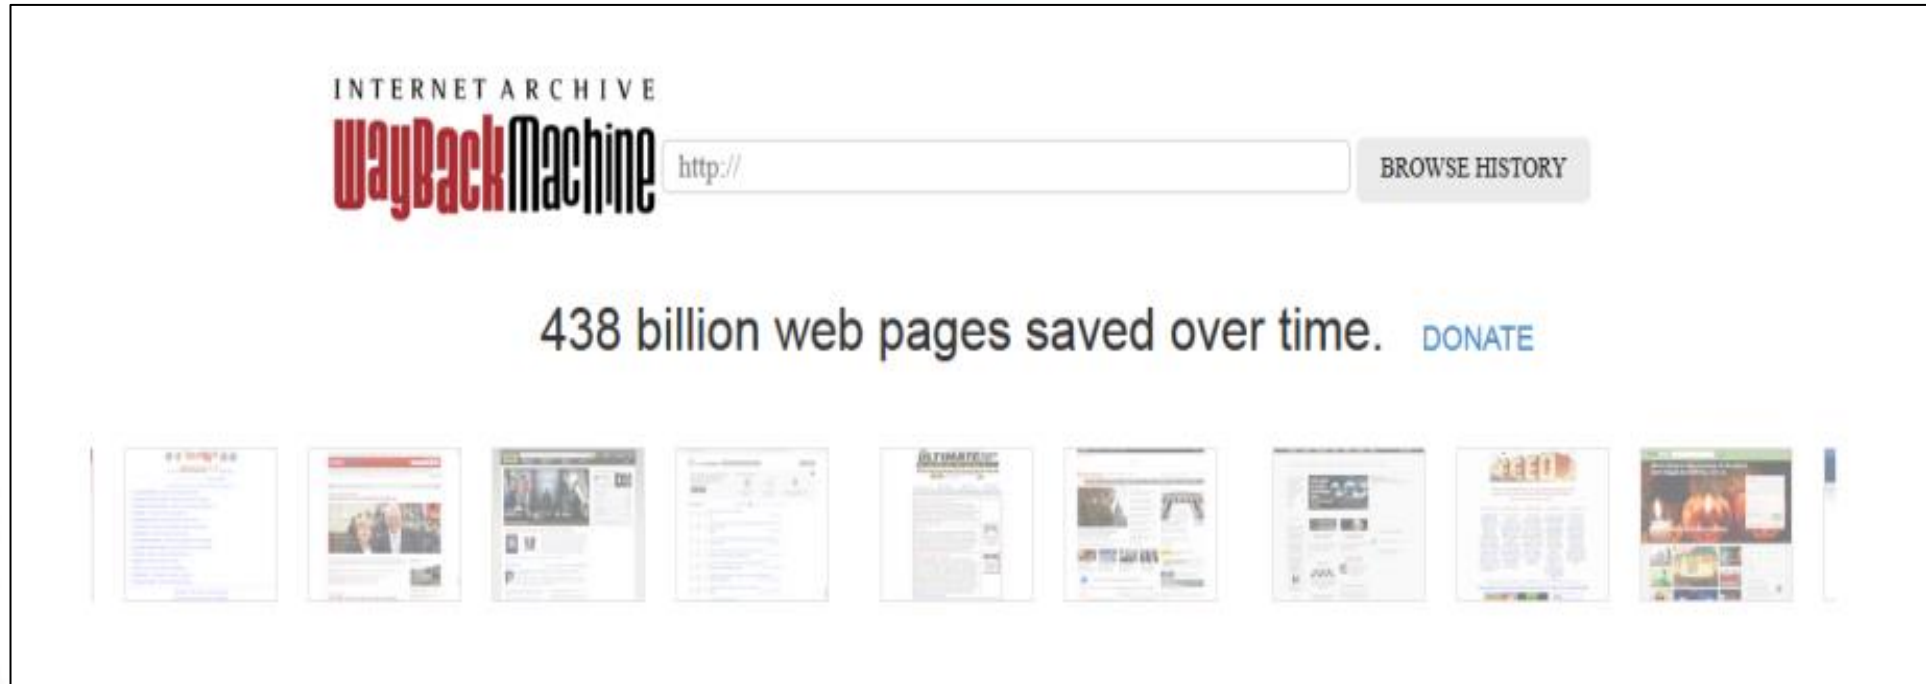 INTERNET ARCHIVE
WayBackMachine
http://
BROWSE HISTORY
438 billion web pages saved over time. DONATE